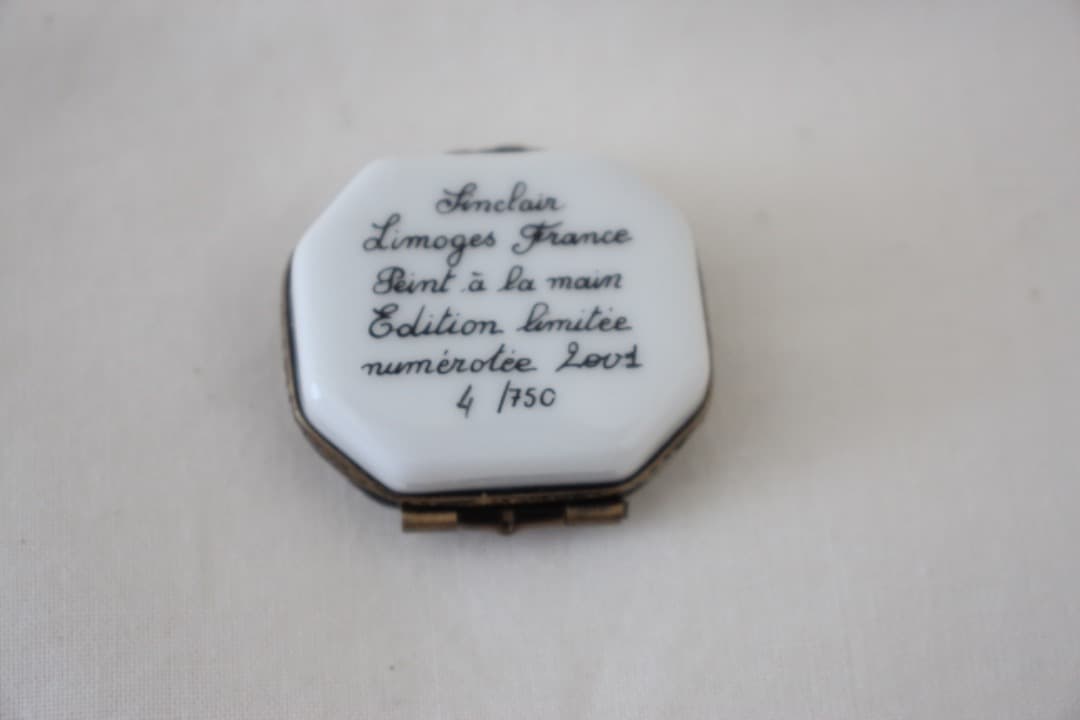 Sinclair
Limoges France
Peint à la main
Edition limitée
numérotée 2001
4 /750